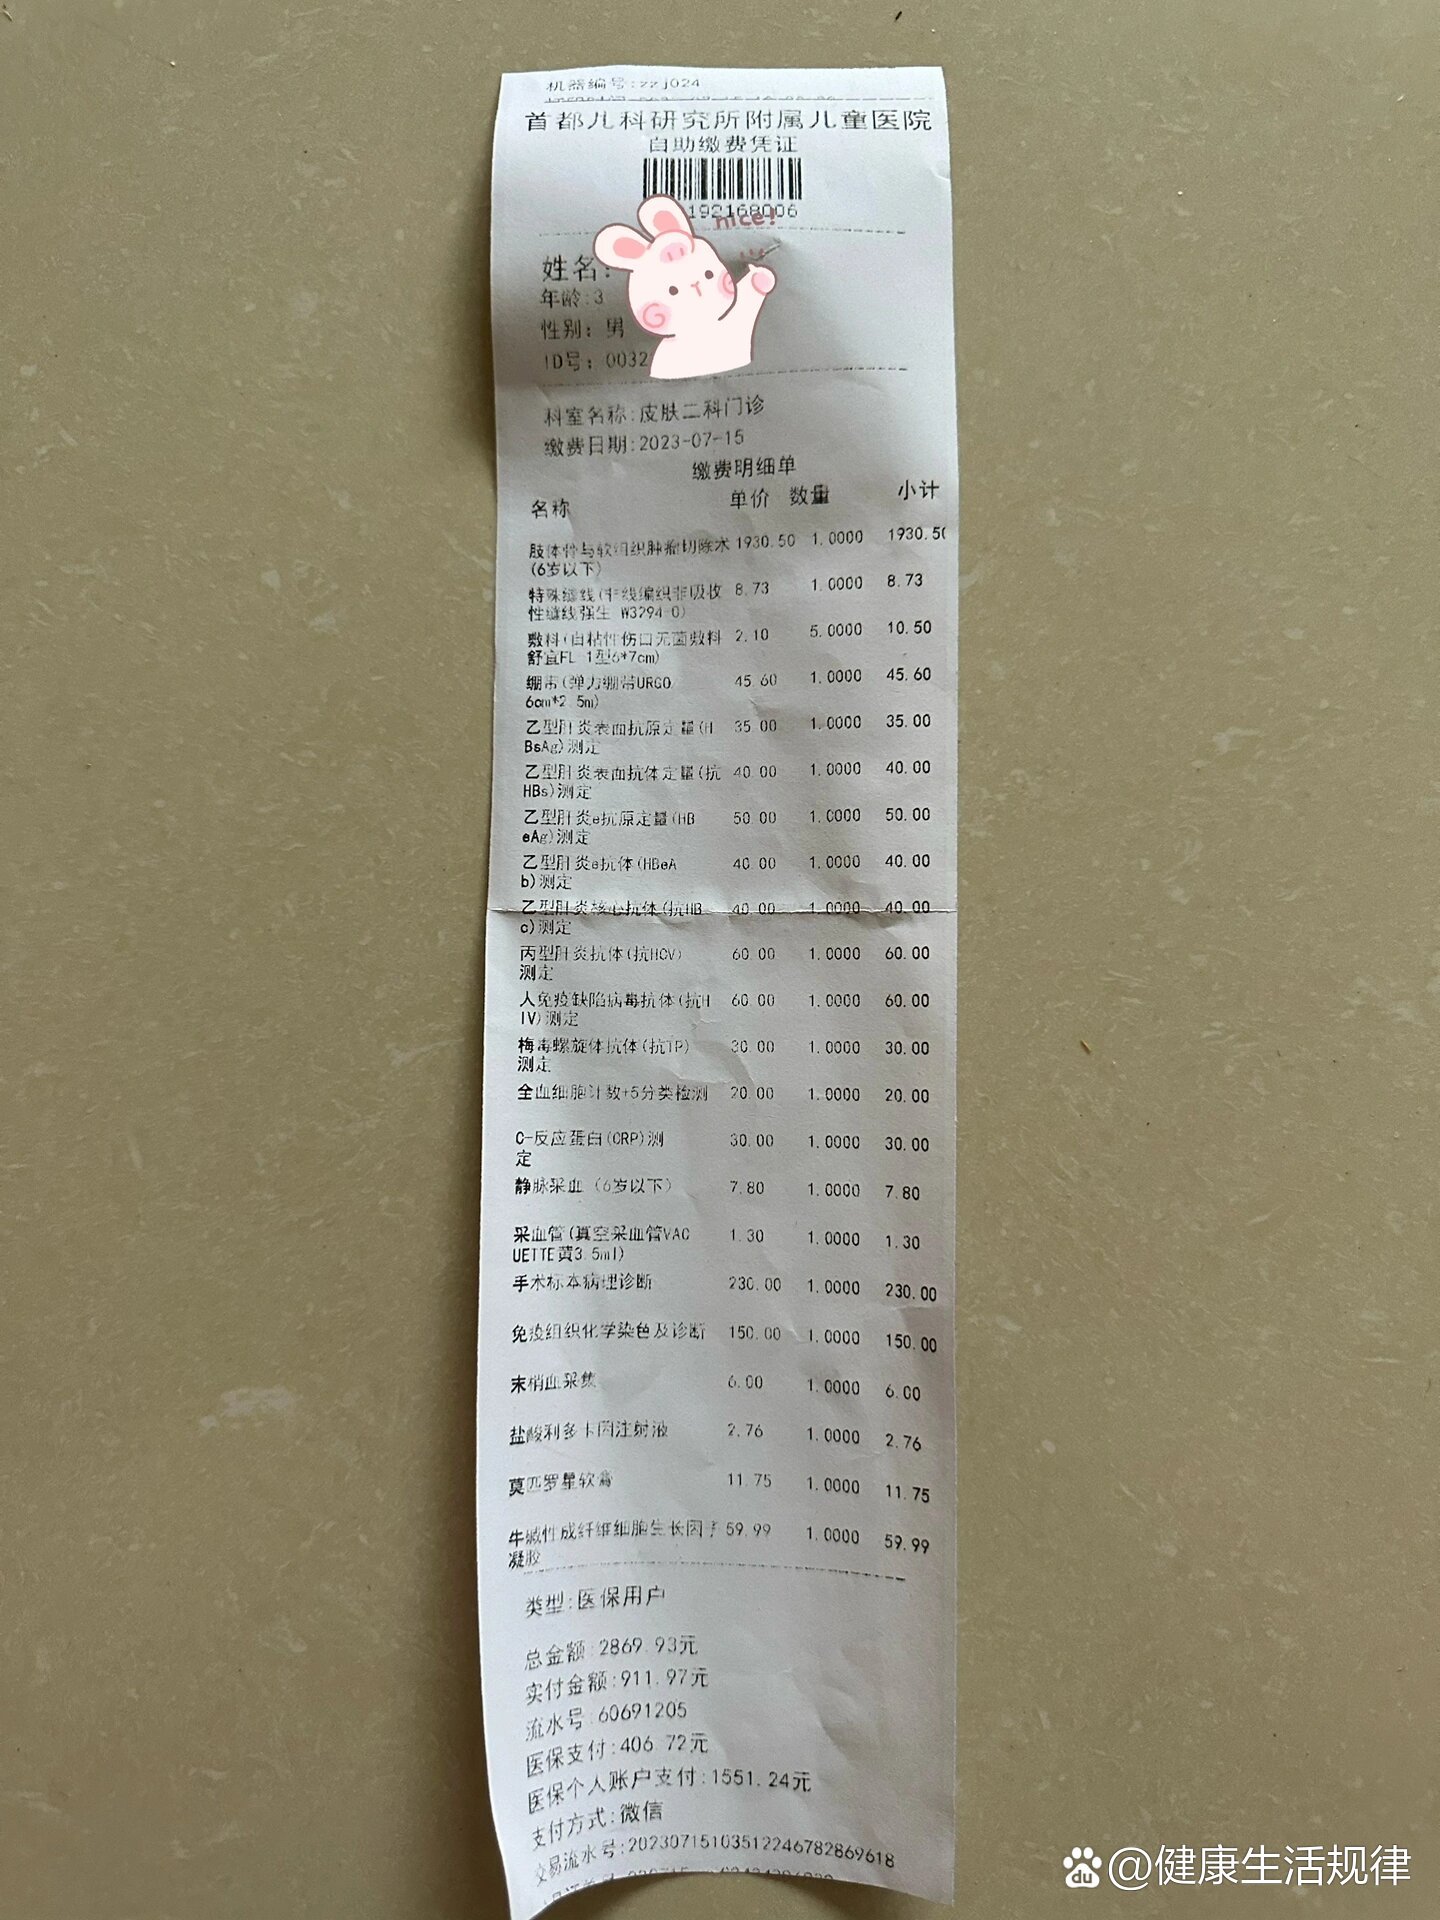 机器编号:zzj024
首都儿科研究所附属儿童医院
自助缴费凭证
192168006
nice!
姓名:
年龄:3
性别: 男
ID号: 0032
科室名称:皮肤二科门诊
缴费日期:2023-07-15
缴费明细单
名称 单价 数量 小计
肢体骨与软组织肿瘤切除术 1930.50 1.0000 1930.50
(6岁以下)
特殊缝线(非线编织非吸收 8.73 1.0000 8.73
性缝线强生 W3294-0)
敷料(自粘性伤口无菌敷料 2.10 5.0000 10.50
舒宜FL-1型6*7cm)
绷带(弹力绷带URGO 45.60 1.0000 45.60
6cm*2.5m)
乙型肝炎表面抗原定量(H 35.00 1.0000 35.00
BsAg)测定
乙型肝炎表面抗体定量(抗 40.00 1.0000 40.00
HBs)测定
乙型肝炎e抗原定量(HB 50.00 1.0000 50.00
eAg)测定
乙型肝炎e抗体(HBeA 40.00 1.0000 40.00
b)测定
乙型肝炎核心抗体(抗HB 40.00 1.0000 40.00
c)测定
丙型肝炎抗体(抗HCV) 60.00 1.0000 60.00
测定
人免疫缺陷病毒抗体(抗H 60.00 1.0000 60.00
IV)测定
梅毒螺旋体抗体(抗TP) 30.00 1.0000 30.00
测定
全血细胞计数+5分类检测 20.00 1.0000 20.00
C-反应蛋白(CRP)测 30.00 1.0000 30.00
定
静脉采血 (6岁以下) 7.80 1.0000 7.80
采血管(真空采血管VAC 1.30 1.0000 1.30
UETTE黄3.5ml)
手术标本病理诊断 230.00 1.0000 230.00
免疫组织化学染色及诊断 150.00 1.0000 150.00
末梢血采集 6.00 1.0000 6.00
盐酸利多卡因注射液 2.76 1.0000 2.76
莫匹罗星软膏 11.75 1.0000 11.75
牛碱性成纤维细胞生长因子 59.99 1.0000 59.99
凝胶
类型:医保用户
总金额:2869.93元
实付金额:911.97元
流水号:60691205
医保支付:406.72元
医保个人账户支付:1551.24元
支付方式:微信
交易流水号:20230715103512246782869618
du @健康生活规律